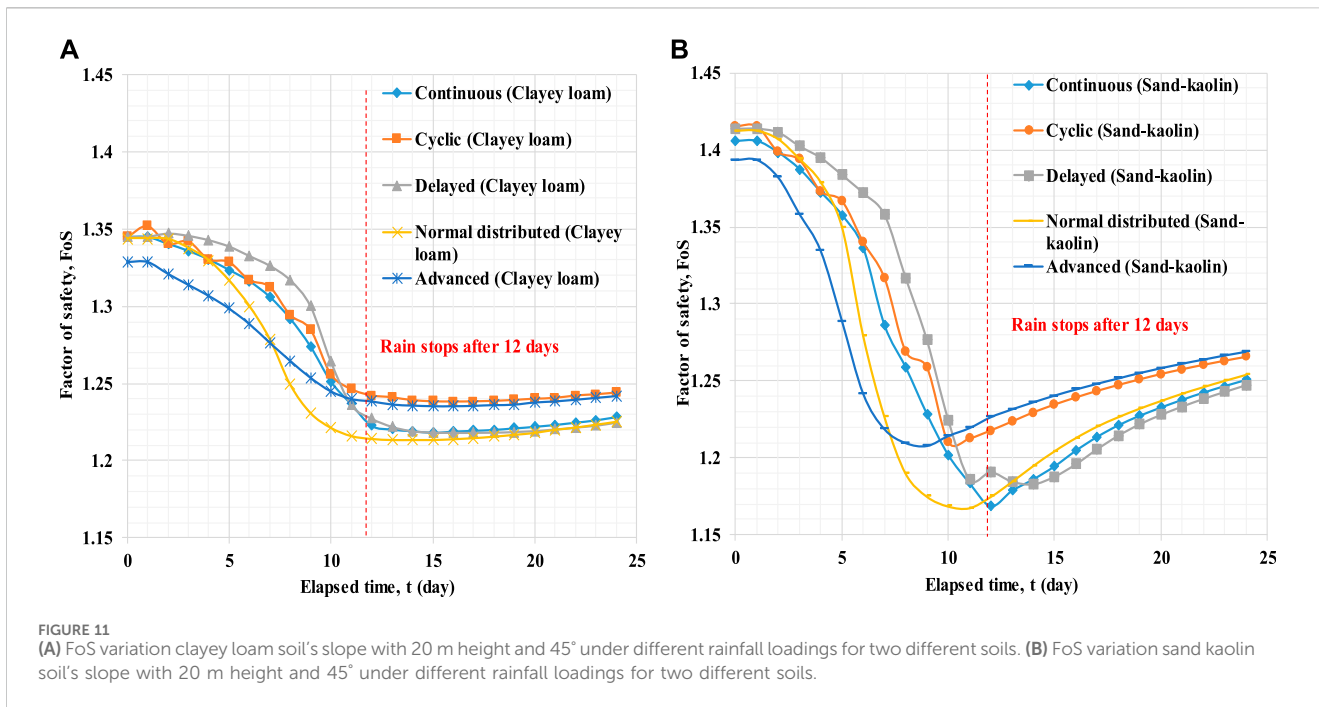 A
1.45
1.4
1.35
1.3
1.25
1.2
1.15
Factor of safety, FoS
0
5
10
15
20
25
Elapsed time, t (day)
Continuous (Clayey loam)
Cyclic (Clayey loam)
Delayed (Clayey loam)
Normal distributed (Clayey
loam)
Advanced (Clayey loam)
Rain stops after 12 days
B
1.45
1.4
1.35
1.3
1.25
1.2
1.15
Factor of safety, FoS
0
5
10
15
20
25
Elapsed time, t (day)
Continuous (Sand-kaolin)
Cyclic (Sand-kaolin)
Delayed (Sand-kaolin)
Normal distributed (Sand-
kaolin)
Advanced (Sand-kaolin)
Rain stops after 12 days
FIGURE 11
(A) FoS variation clayey loam soil's slope with 20 m height and 45° under different rainfall loadings for two different soils. (B) FoS variation sand kaolin
soil's slope with 20 m height and 45° under different rainfall loadings for two different soils.